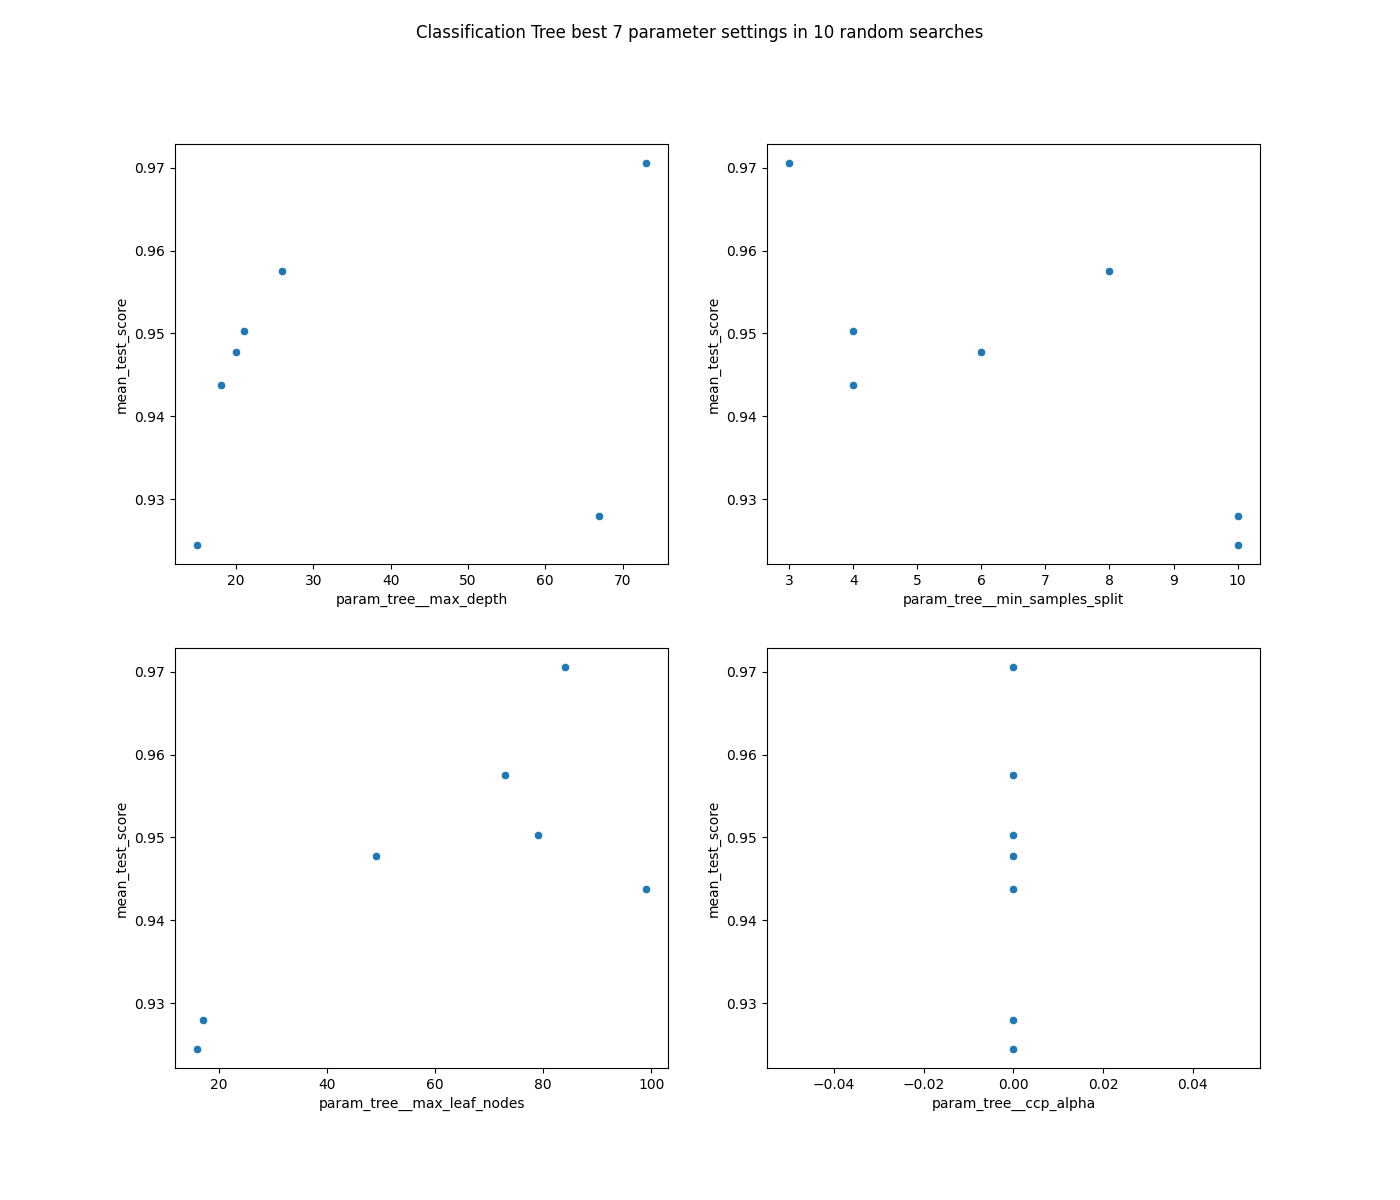 Classification Tree best 7 parameter settings in 10 random searches
0.97
0.96
0.95
0.94
0.93
mean_test_score
20 30 40 50 60 70
param_tree__max_depth
0.97
0.96
0.95
0.94
0.93
mean_test_score
3 4 5 6 7 8 9 10
param_tree__min_samples_split
0.97
0.96
0.95
0.94
0.93
mean_test_score
20 40 60 80 100
param_tree__max_leaf_nodes
0.97
0.96
0.95
0.94
0.93
mean_test_score
−0.04 −0.02 0.00 0.02 0.04
param_tree__ccp_alpha